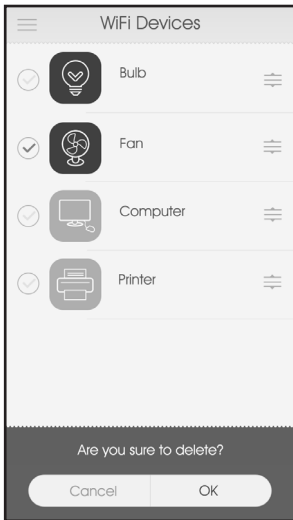 WiFi Devices
Bulb
Fan
Computer
Printer
Are you sure to delete?
Cancel OK